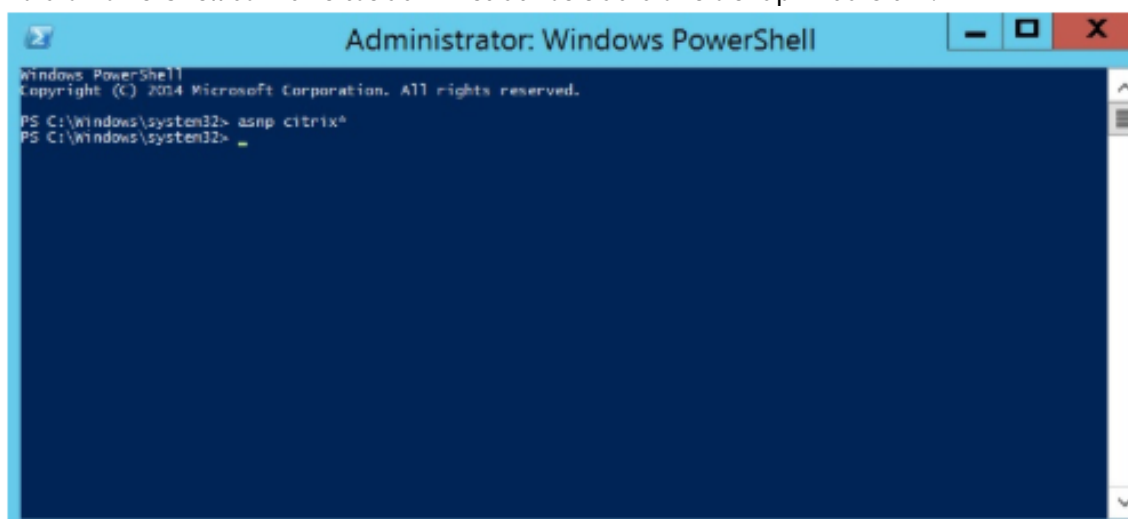 Administrator: Windows PowerShell
Windows PowerShell
Copyright (C) 2014 Microsoft Corporation. All rights reserved.
PS C:\Windows\system32> asnp citrix*
PS C:\Windows\system32> _